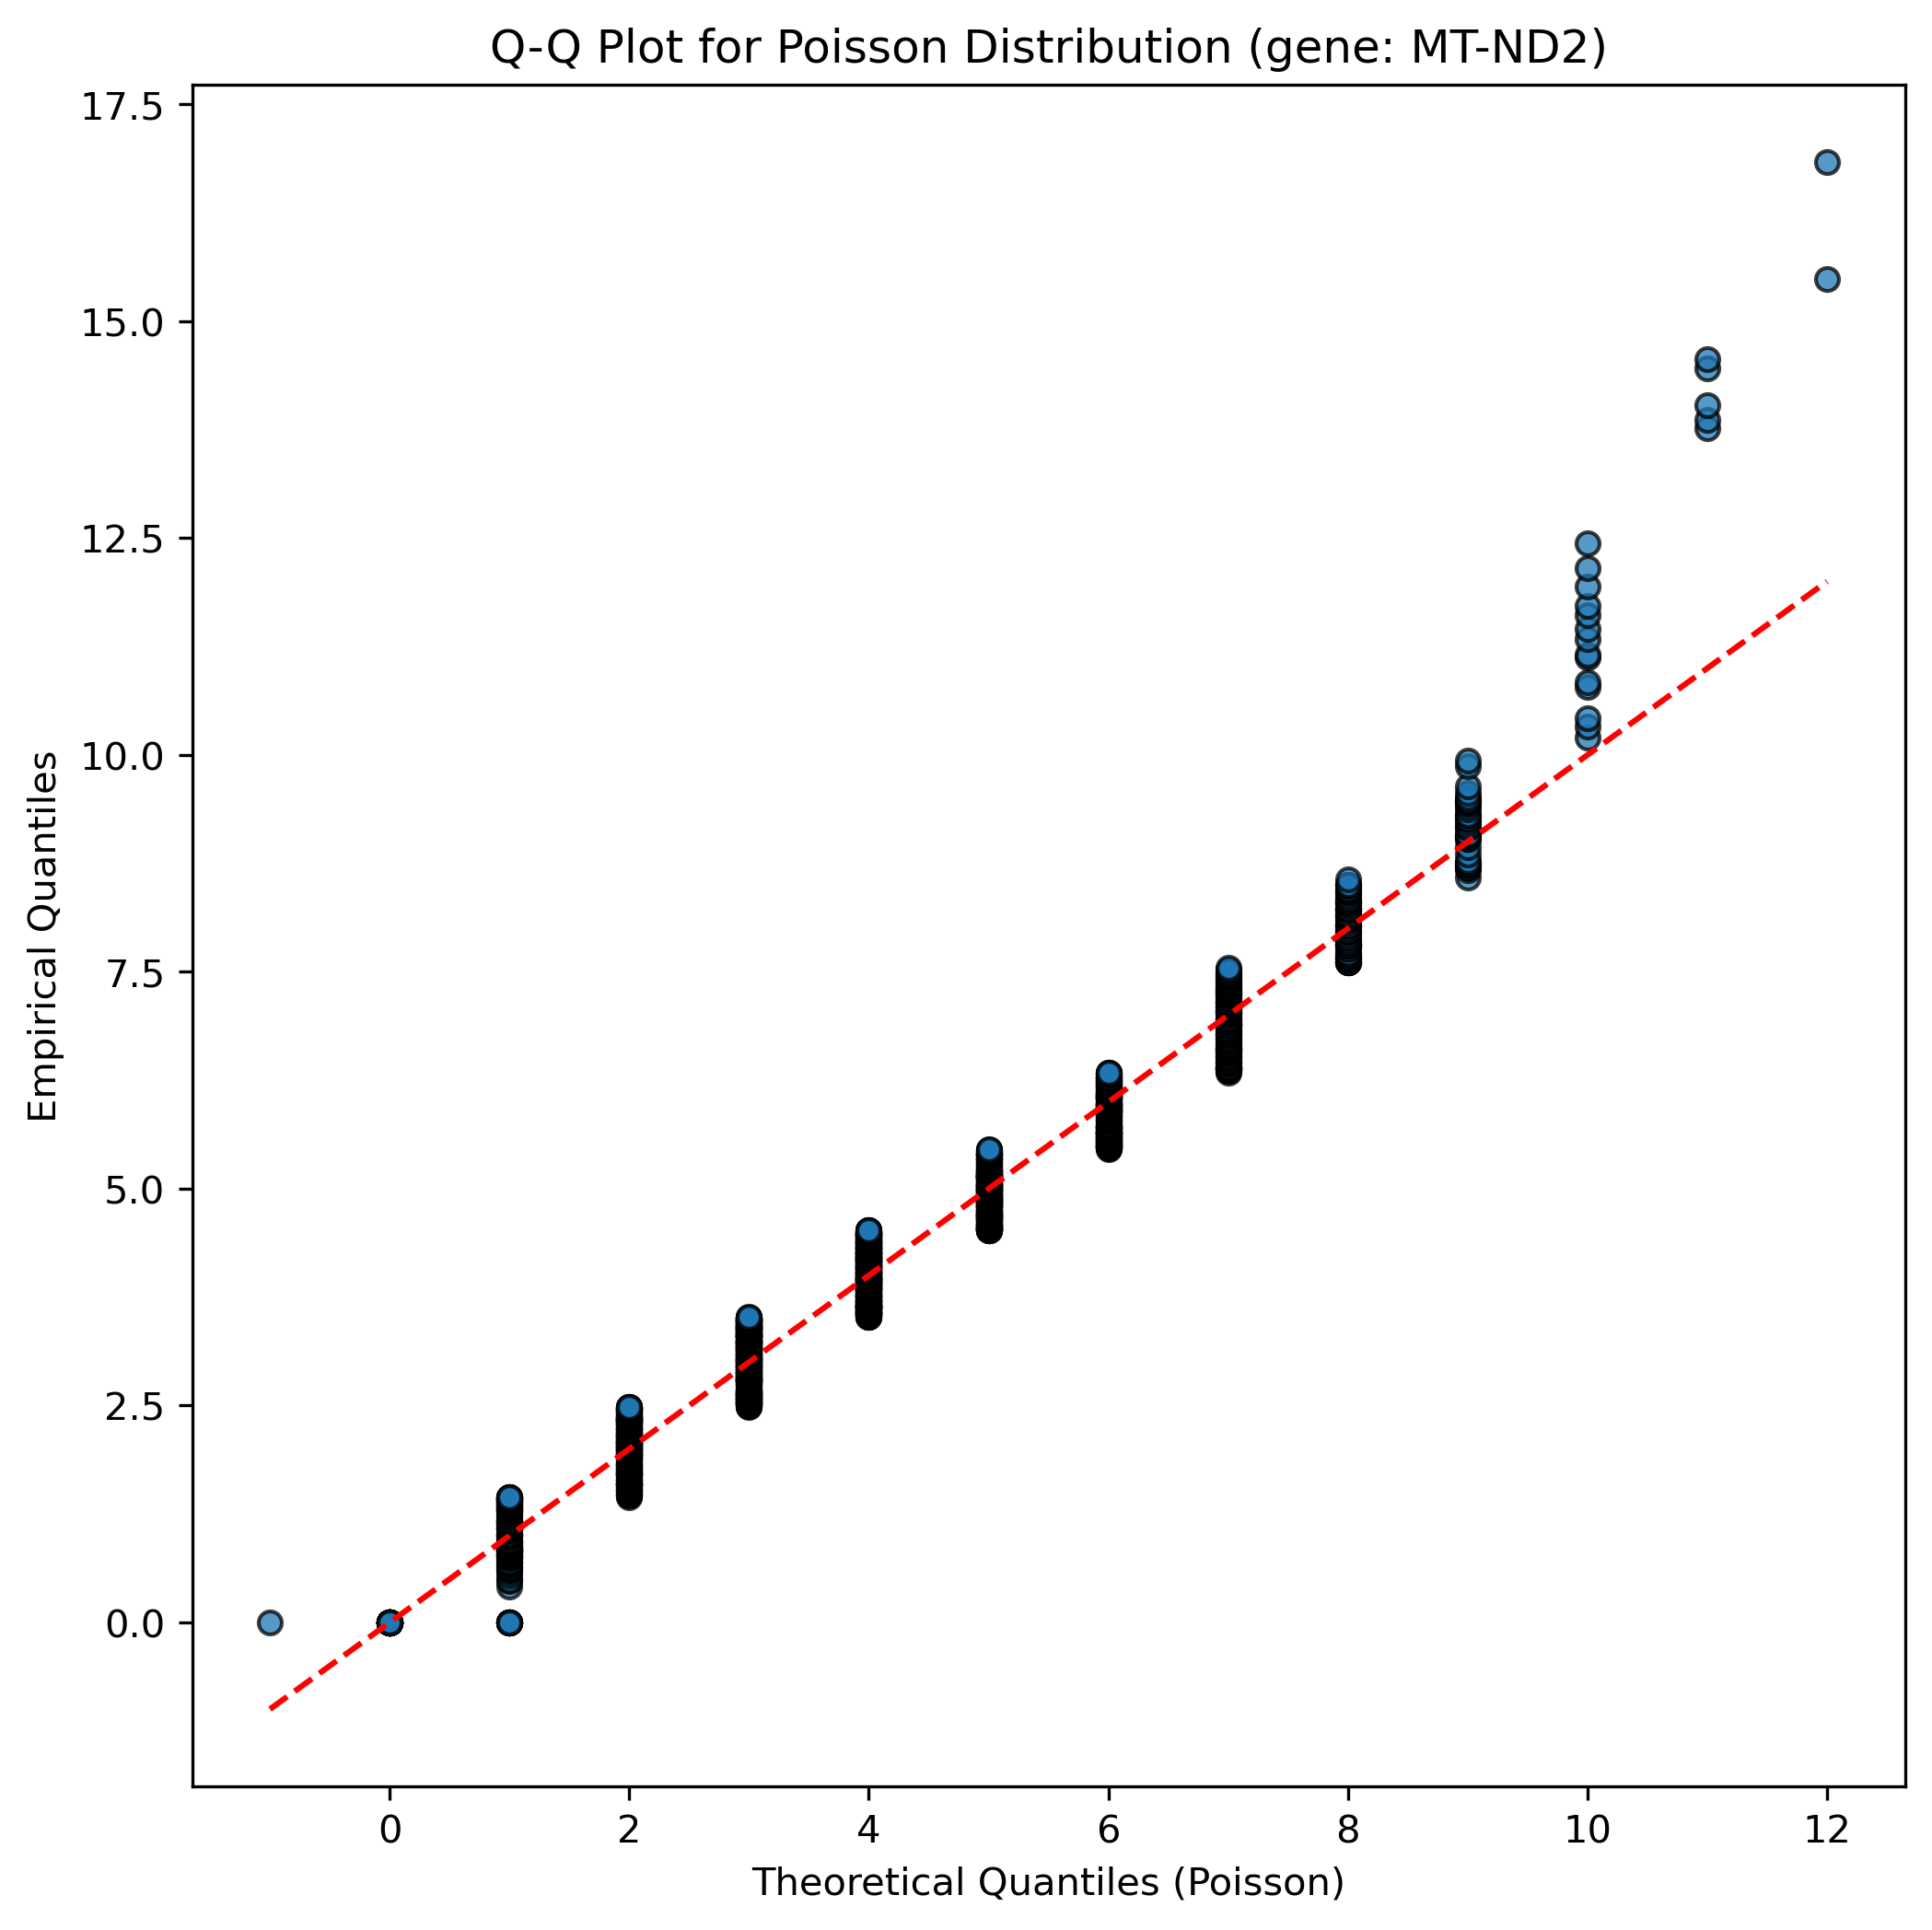 Q-Q Plot for Poisson Distribution (gene: MT-ND2)
17.5
15.0
12.5
10.0
7.5
5.0
2.5
0.0
Empirical Quantiles
0 2 4 6 8 10 12
Theoretical Quantiles (Poisson)